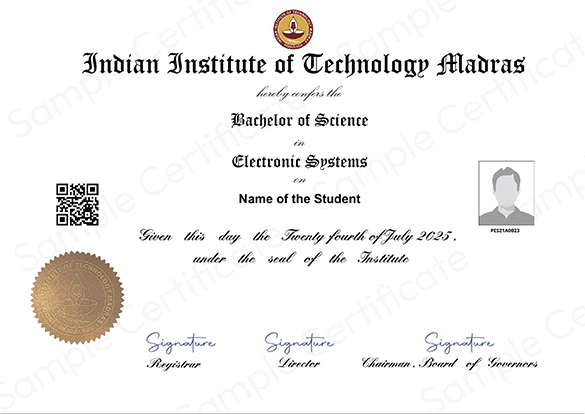 Indian Institute of Technology Madras
hereby confers the
Bachelor of Science
in
Electronic Systems
on
Name of the Student
PES21A0023
Given this day the Twenty fourth of July 2025,
under the seal of the Institute
Signature Signature Signature
Registrar Director Chairman, Board of Governors
Sample Certificate
Sample Certificate
Sample Certificate
Sample Certificate